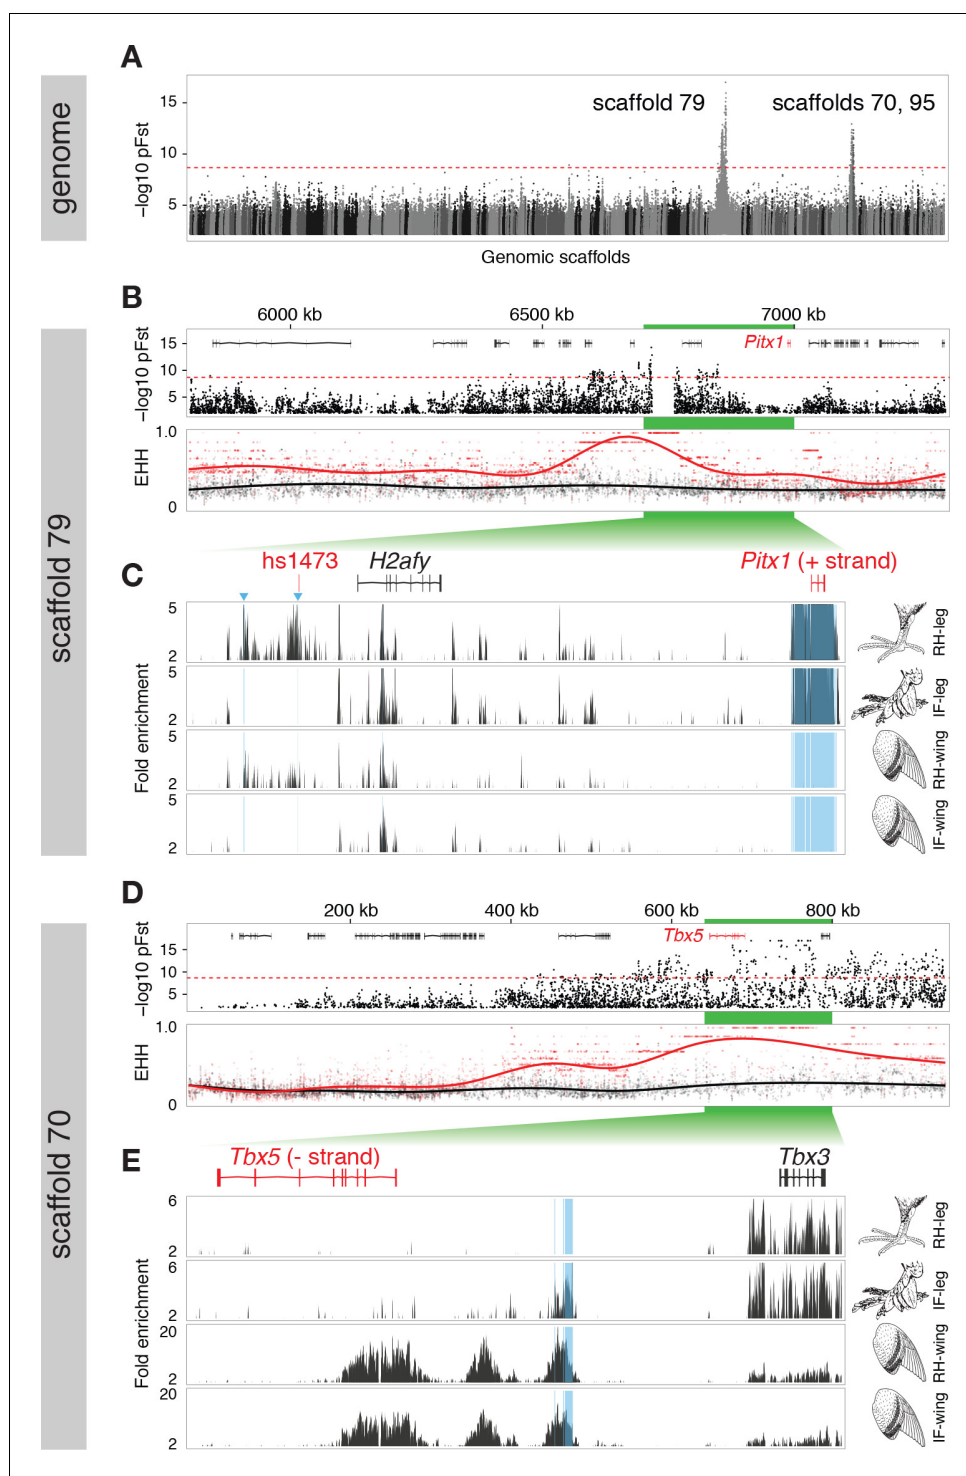 A
genome
−log10 pFst
15
10
5
scaffold 79
scaffolds 70, 95
Genomic scaffolds
B
scaffold 79
6000 kb
6500 kb
7000 kb
−log10 pFst
15
10
5
Pitx1
EHH
1.0
0
C
hs1473
H2afy
Pitx1 (+ strand)
Fold enrichment
5
2
RH-leg
5
2
IF-leg
5
2
RH-wing
5
2
IF-wing
D
scaffold 70
200 kb
400 kb
600 kb
800 kb
−log10 pFst
15
10
5
Tbx5
EHH
1.0
0
E
Tbx5 (- strand)
Tbx3
Fold enrichment
6
2
RH-leg
6
2
IF-leg
20
2
RH-wing
20
2
IF-wing